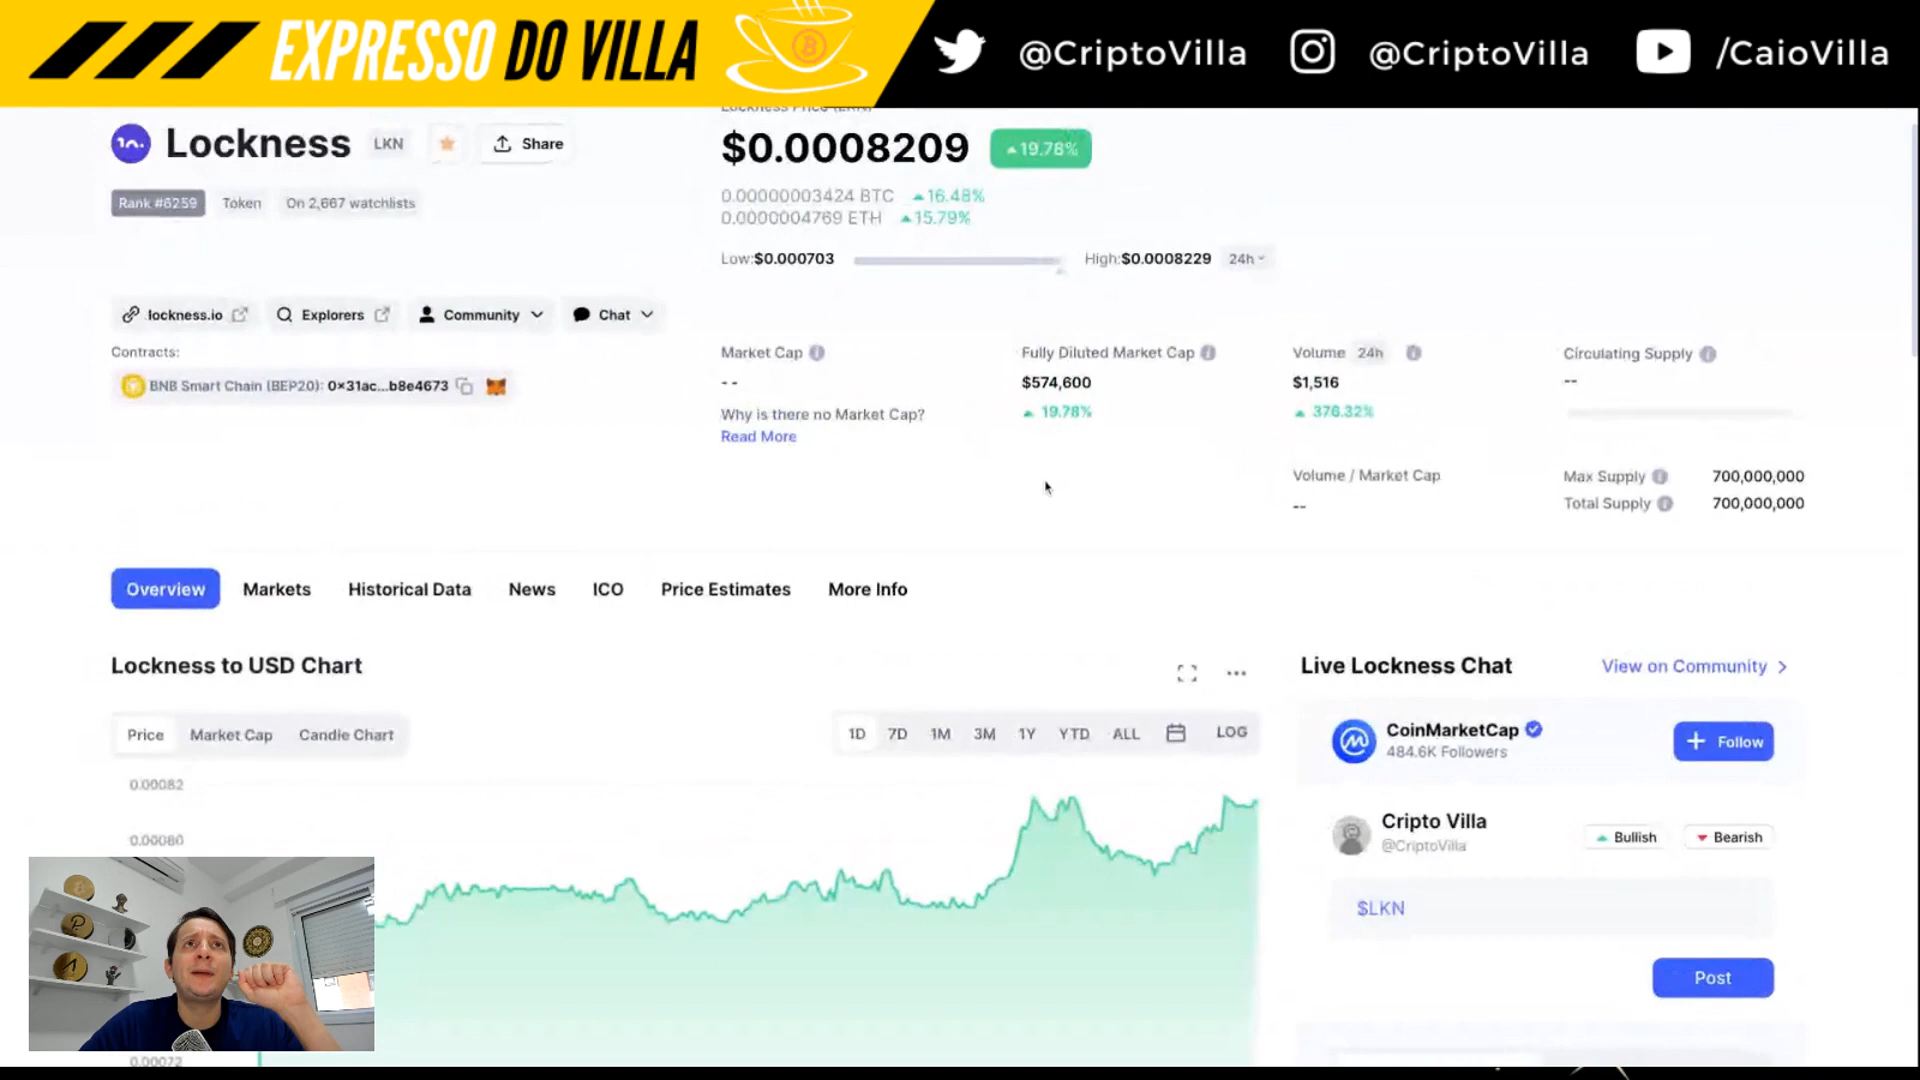 EXPRESSO DO VILLA
@CriptoVilla
@CriptoVilla
/CaioVilla
Lockness Price (LKN)
Lockness LKN Share
$0.0008209 19.78%
Rank #6259 Token On 2,667 watchlists
0.00000003424 BTC 16.48%
0.0000004769 ETH 15.79%
Low:$0.000703 High:$0.0008229 24h
lockness.io Explorers Community Chat
Contracts:
BNB Smart Chain (BEP20): 0x31ac...b8e4673
Market Cap
--
Why is there no Market Cap?
Read More
Fully Diluted Market Cap
$574,600
19.78%
Volume 24h
$1,516
376.32%
Volume / Market Cap
--
Circulating Supply
--
Max Supply 700,000,000
Total Supply 700,000,000
Overview Markets Historical Data News ICO Price Estimates More Info
Lockness to USD Chart
Price Market Cap Candle Chart
1D 7D 1M 3M 1Y YTD ALL LOG
0.00082
0.00080
0.00072
Live Lockness Chat View on Community
CoinMarketCap
484.6K Followers
+ Follow
Cripto Villa
@CriptoVilla
Bullish Bearish
$LKN
Post